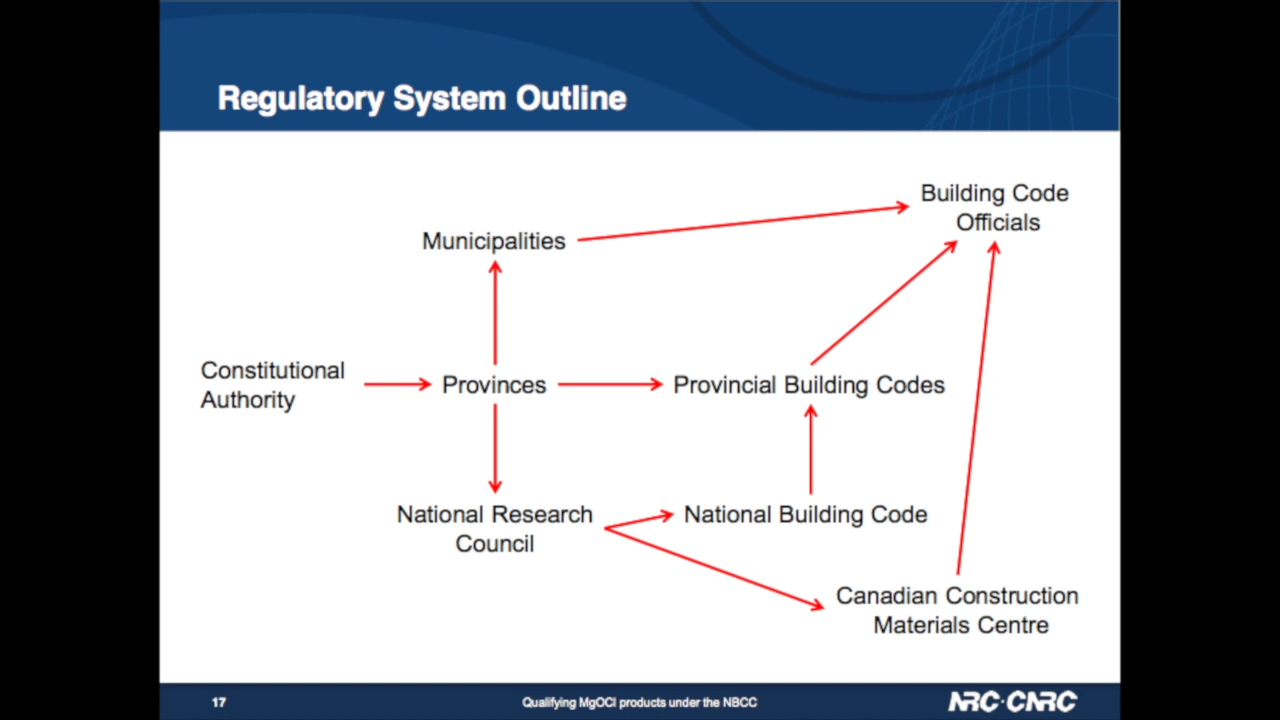 Regulatory System Outline
Building Code
Officials
Municipalities
Constitutional
Authority
Provinces
Provincial Building Codes
National Research
Council
National Building Code
Canadian Construction
Materials Centre
17
Qualifying MgOCl products under the NBCC
NRC·CNRC